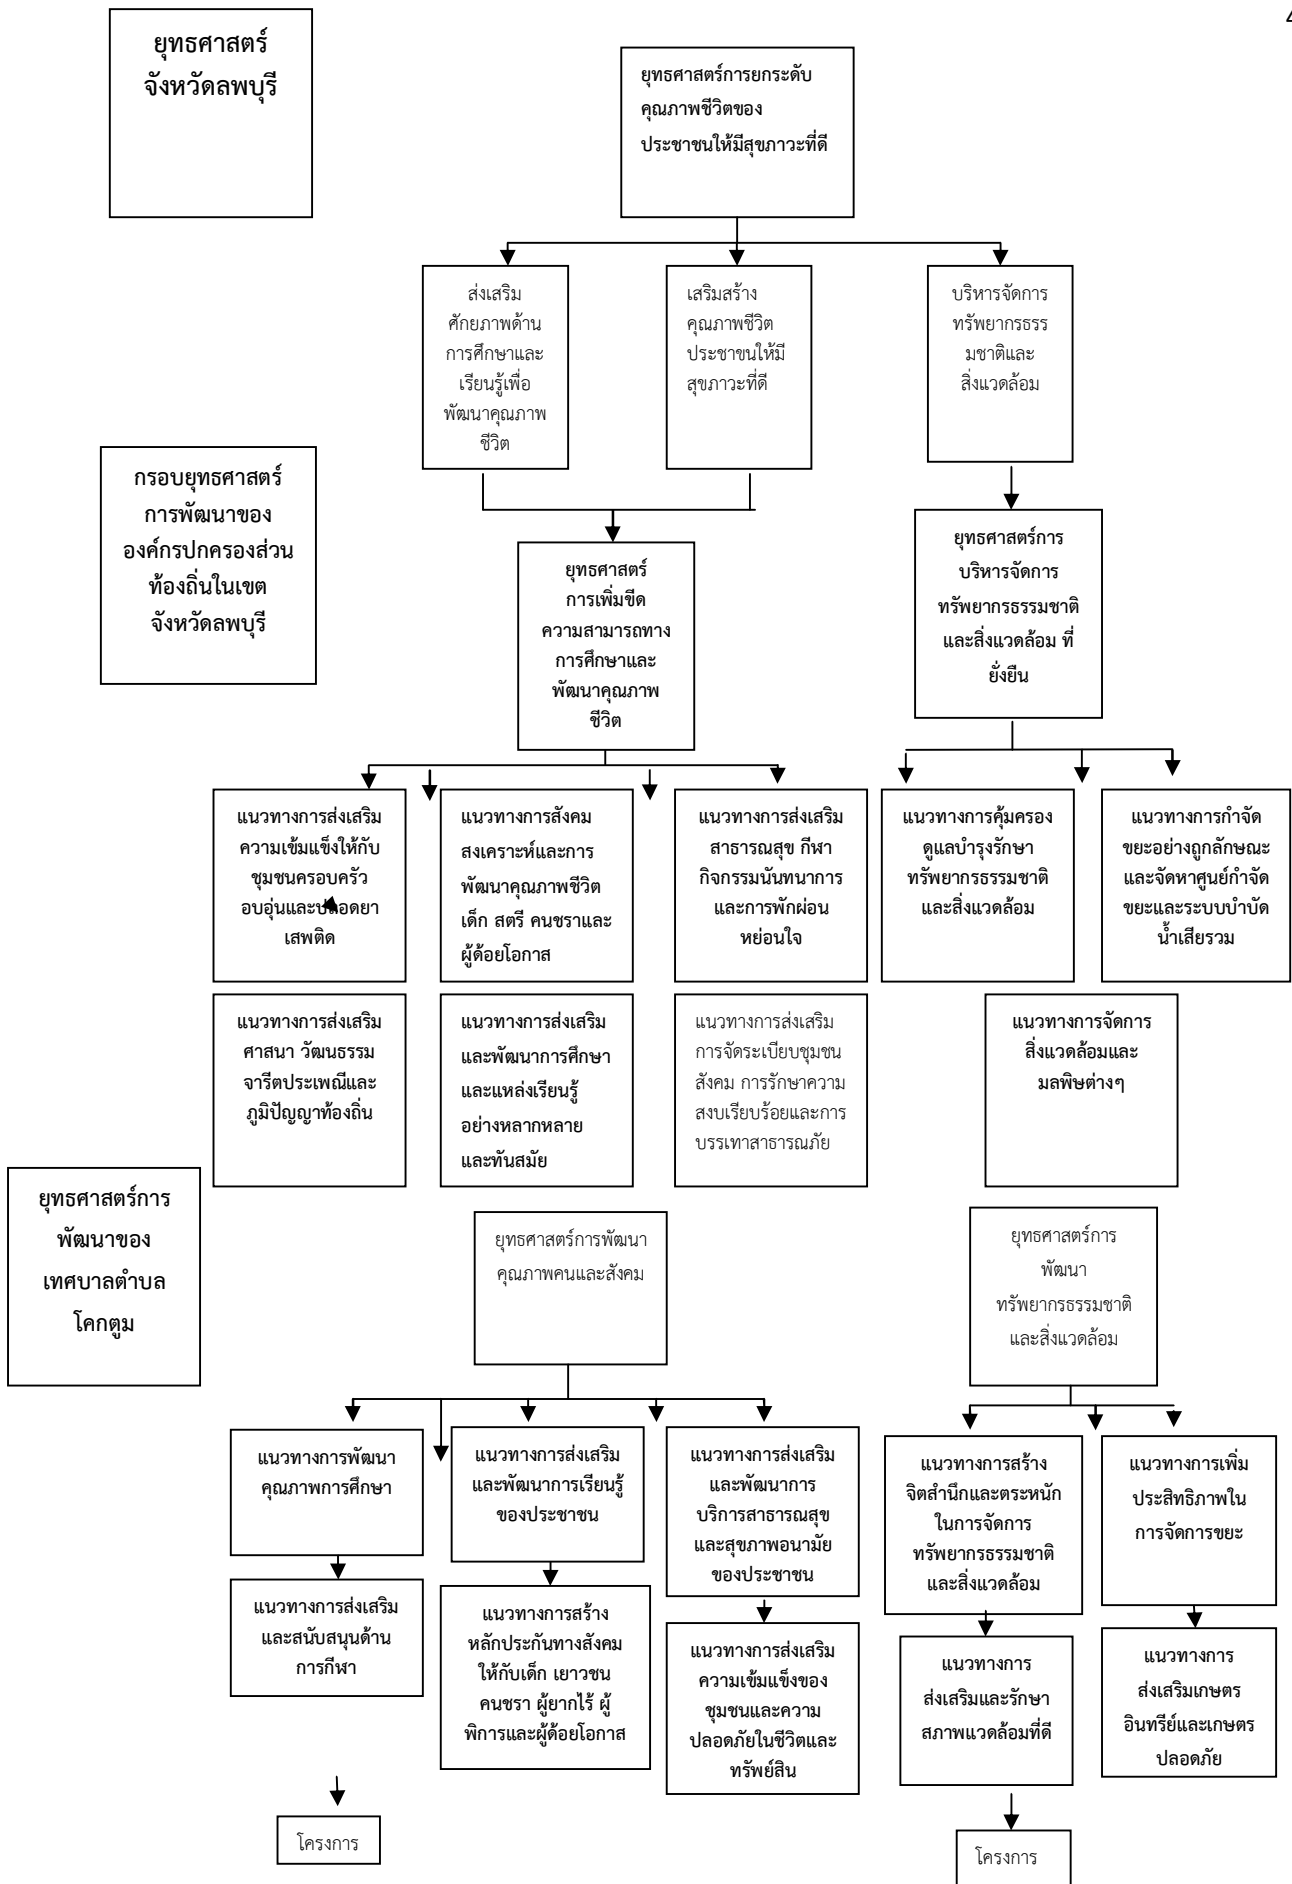 4
ยุทธศาสตร์
จังหวัดลพบุรี
ยุทธศาสตร์การยกระดับ
คุณภาพชีวิตของ
ประชาชนให้มีสุขภาวะที่ดี
ส่งเสริม
ศักยภาพด้าน
การศึกษาและ
เรียนรู้เพื่อ
พัฒนาคุณภาพ
ชีวิต
เสริมสร้าง
คุณภาพชีวิต
ประชาขนให้มี
สุขภาวะที่ดี
บริหารจัดการ
ทรัพยากรธรร
มชาติและ
สิ่งแวดล้อม
กรอบยุทธศาสตร์
การพัฒนาของ
องค์กรปกครองส่วน
ท้องถิ่นในเขต
จังหวัดลพบุรี
ยุทธศาสตร์
การเพิ่มขีด
ความสามารถทาง
การศึกษาและ
พัฒนาคุณภาพ
ชีวิต
ยุทธศาสตร์การ
บริหารจัดการ
ทรัพยากรธรรมชาติ
และสิ่งแวดล้อม ที่
ยั่งยืน
แนวทางการส่งเสริม
ความเข้มแข็งให้กับ
ชุมชนครอบครัว
อบอุ่นและปลอดยา
เสพติด
แนวทางการสังคม
สงเคราะห์และการ
พัฒนาคุณภาพชีวิต
เด็ก สตรี คนชราและ
ผู้ด้อยโอกาส
แนวทางการส่งเสริม
สาธารณสุข กีฬา
กิจกรรมนันทนาการ
และการพักผ่อน
หย่อนใจ
แนวทางการคุ้มครอง
ดูแลบำรุงรักษา
ทรัพยากรธรรมชาติ
และสิ่งแวดล้อม
แนวทางการกำจัด
ขยะอย่างถูกลักษณะ
และจัดหาศูนย์กำจัด
ขยะและระบบบำบัด
น้ำเสียรวม
แนวทางการส่งเสริม
ศาสนา วัฒนธรรม
จารีตประเพณีและ
ภูมิปัญญาท้องถิ่น
แนวทางการส่งเสริม
และพัฒนาการศึกษา
และแหล่งเรียนรู้
อย่างหลากหลาย
และทันสมัย
แนวทางการส่งเสริม
การจัดระเบียบชุมชน
สังคม การรักษาความ
สงบเรียบร้อยและการ
บรรเทาสาธารณภัย
แนวทางการจัดการ
สิ่งแวดล้อมและ
มลพิษต่างๆ
ยุทธศาสตร์การ
พัฒนาของ
เทศบาลตำบล
โคกตูม
ยุทธศาสตร์การพัฒนา
คุณภาพคนและสังคม
ยุทธศาสตร์การ
พัฒนา
ทรัพยากรธรรมชาติ
และสิ่งแวดล้อม
แนวทางการพัฒนา
คุณภาพการศึกษา
แนวทางการส่งเสริม
และพัฒนาการเรียนรู้
ของประชาชน
แนวทางการส่งเสริม
และพัฒนาการ
บริการสาธารณสุข
และสุขภาพอนามัย
ของประชาชน
แนวทางการสร้าง
จิตสำนึกและตระหนัก
ในการจัดการ
ทรัพยากรธรรมชาติ
และสิ่งแวดล้อม
แนวทางการเพิ่ม
ประสิทธิภาพใน
การจัดการขยะ
แนวทางการส่งเสริม
และสนับสนุนด้าน
การกีฬา
แนวทางการสร้าง
หลักประกันทางสังคม
ให้กับเด็ก เยาวชน
คนชรา ผู้ยากไร้ ผู้
พิการและผู้ด้อยโอกาส
แนวทางการส่งเสริม
ความเข้มแข็งของ
ชุมชนและความ
ปลอดภัยในชีวิตและ
ทรัพย์สิน
แนวทางการ
ส่งเสริมและรักษา
สภาพแวดล้อมที่ดี
แนวทางการ
ส่งเสริมเกษตร
อินทรีย์และเกษตร
ปลอดภัย
โครงการ
โครงการ